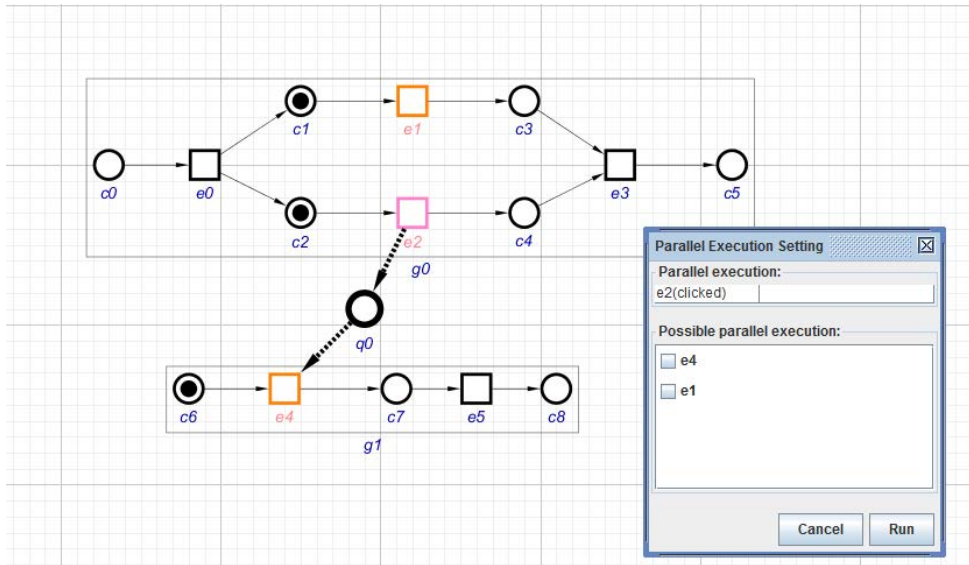 c1
e1
c3
c0
e0
e3
c5
c2
e2
c4
g0
q0
c6
e4
c7
e5
c8
g1
Parallel Execution Setting
Parallel execution:
e2(clicked)
Possible parallel execution:
e4
e1
Cancel Run